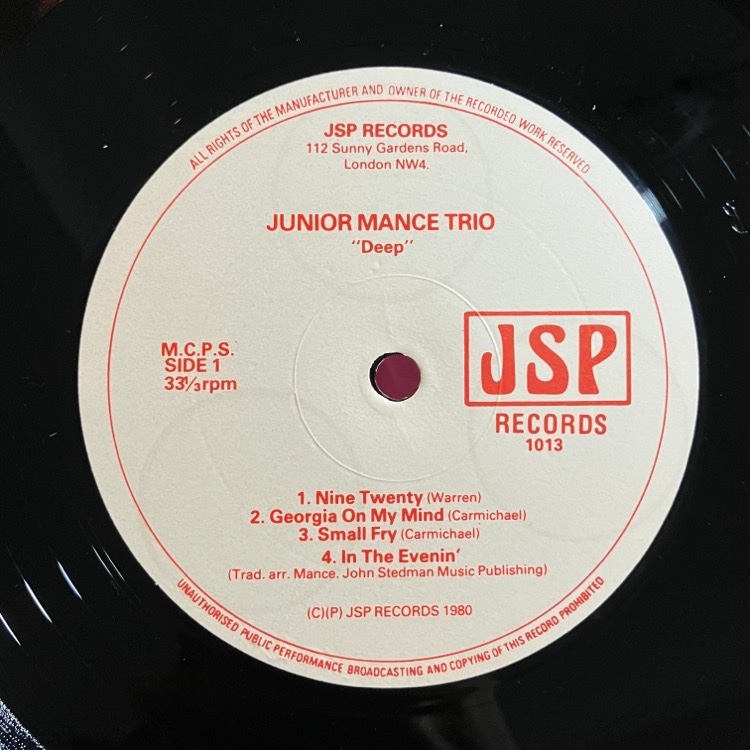 ALL RIGHTS OF THE MANUFACTURER AND OWNER OF THE RECORDED WORK RESERVED
JSP RECORDS
112 Sunny Gardens Road,
London NW4.
JUNIOR MANCE TRIO
"Deep"
M.C.P.S.
SIDE 1
33⅓rpm
JSP
RECORDS
1013
1. Nine Twenty (Warren)
2. Georgia On My Mind (Carmichael)
3. Small Fry (Carmichael)
4. In The Evenin'
(Trad. arr. Mance. John Stedman Music Publishing)
(C)(P) JSP RECORDS 1980
UNAUTHORISED PUBLIC PERFORMANCE BROADCASTING AND COPYING OF THIS RECORD PROHIBITED